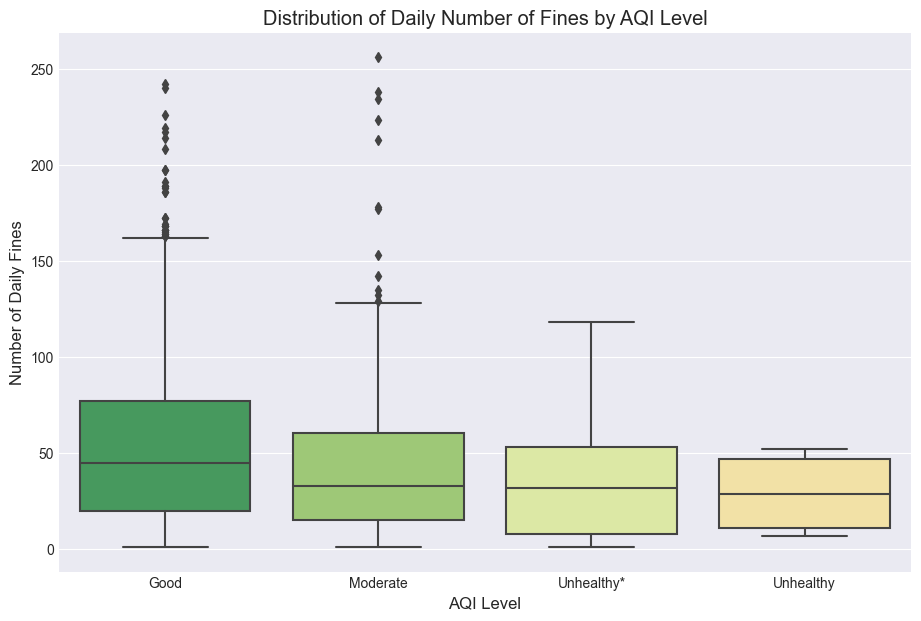 Distribution of Daily Number of Fines by AQI Level
Number of Daily Fines
250
200
150
100
50
0
Good
Moderate
Unhealthy*
Unhealthy
AQI Level